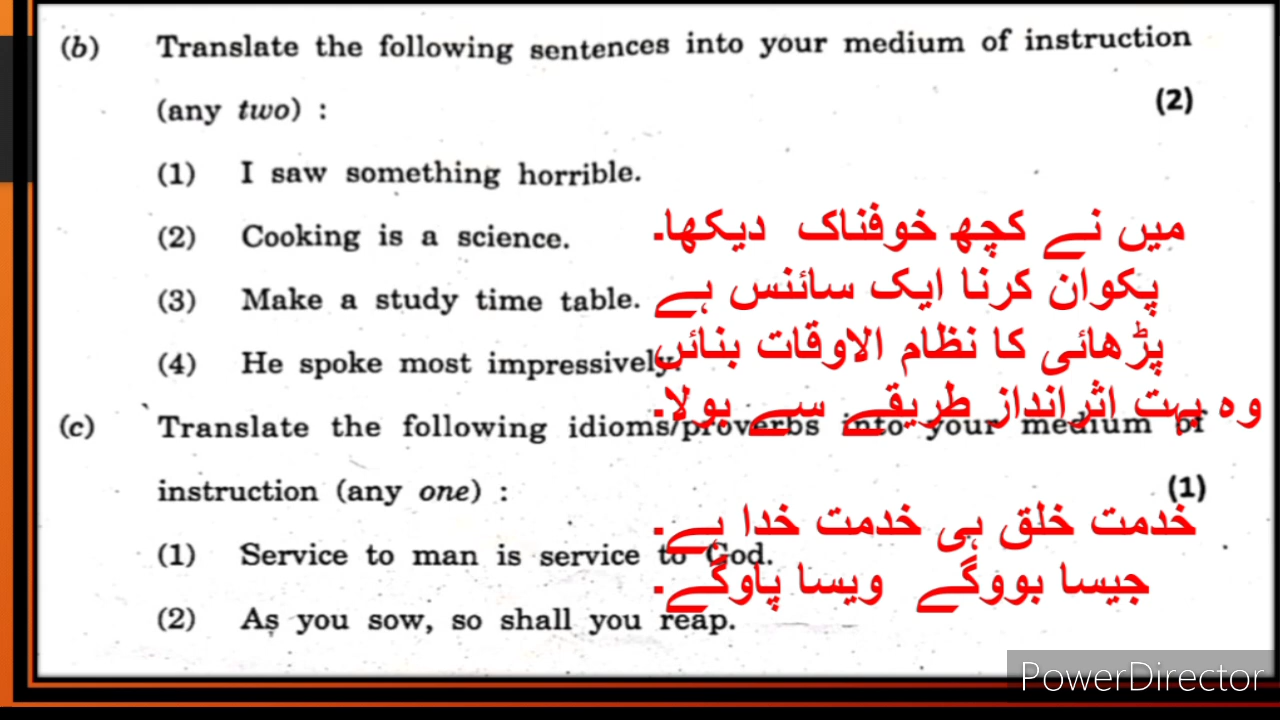 (b) Translate the following sentences into your medium of instruction
(any two) : (2)
(1) I saw something horrible.
میں نے کچھ خوفناک دیکھا۔
(2) Cooking is a science.
پکوان کرنا ایک سائنس ہے
(3) Make a study time table.
پڑھائی کا نظام الاوقات بنائں
(4) He spoke most impressively.
وہ بہت اثرانداز طریقے سے بولا۔
(c) Translate the following idioms/proverbs into your medium of
instruction (any one) : (1)
خدمت خلق ہی خدمت خدا ہے۔
(1) Service to man is service to God.
جیسا بووگے ویسا پاوگے۔
(2) As you sow, so shall you reap.
PowerDirector